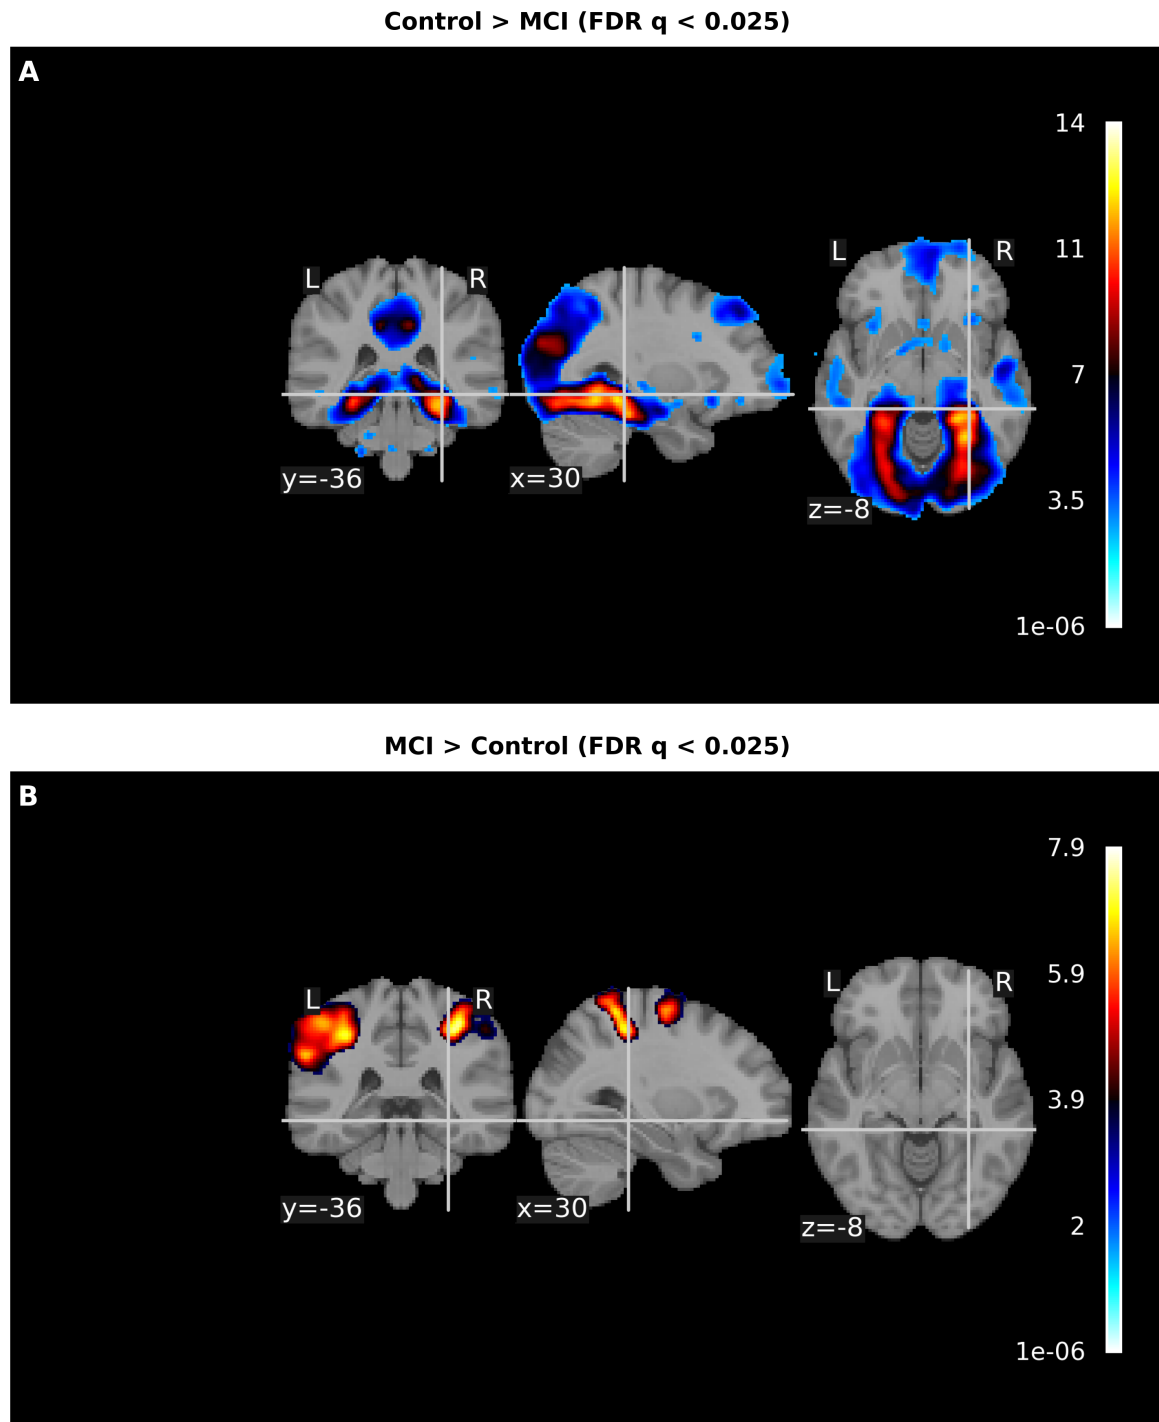 Control > MCI (FDR q < 0.025)
A
14
L R L R 11
7
y=-36 x=30 z=-8 3.5
1e-06
MCI > Control (FDR q < 0.025)
B
7.9
L R L R 5.9
3.9
y=-36 x=30 z=-8 2
1e-06